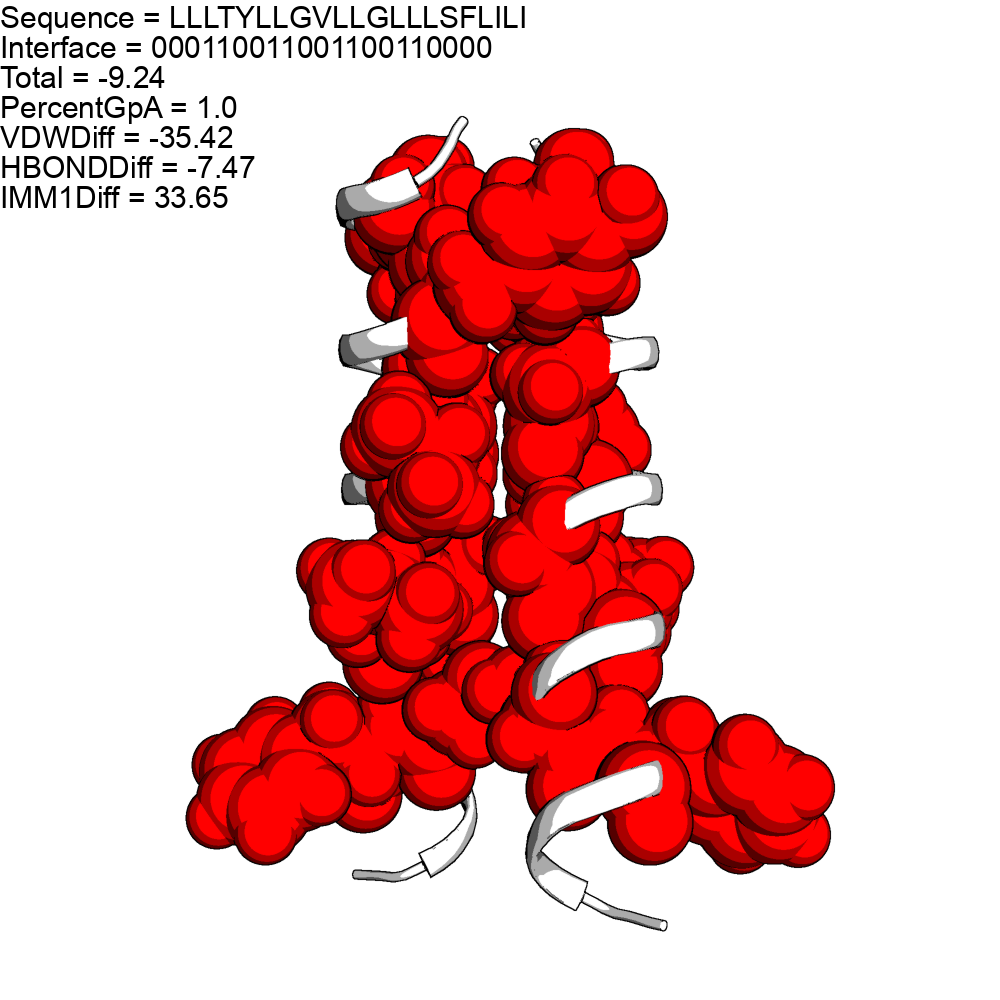 Sequence = LLLTYLLGVLLGLLLSFLILI
Interface = 000110011001100110000
Total = -9.24
PercentGpA = 1.0
VDWDiff = -35.42
HBONDDiff = -7.47
IMM1Diff = 33.65